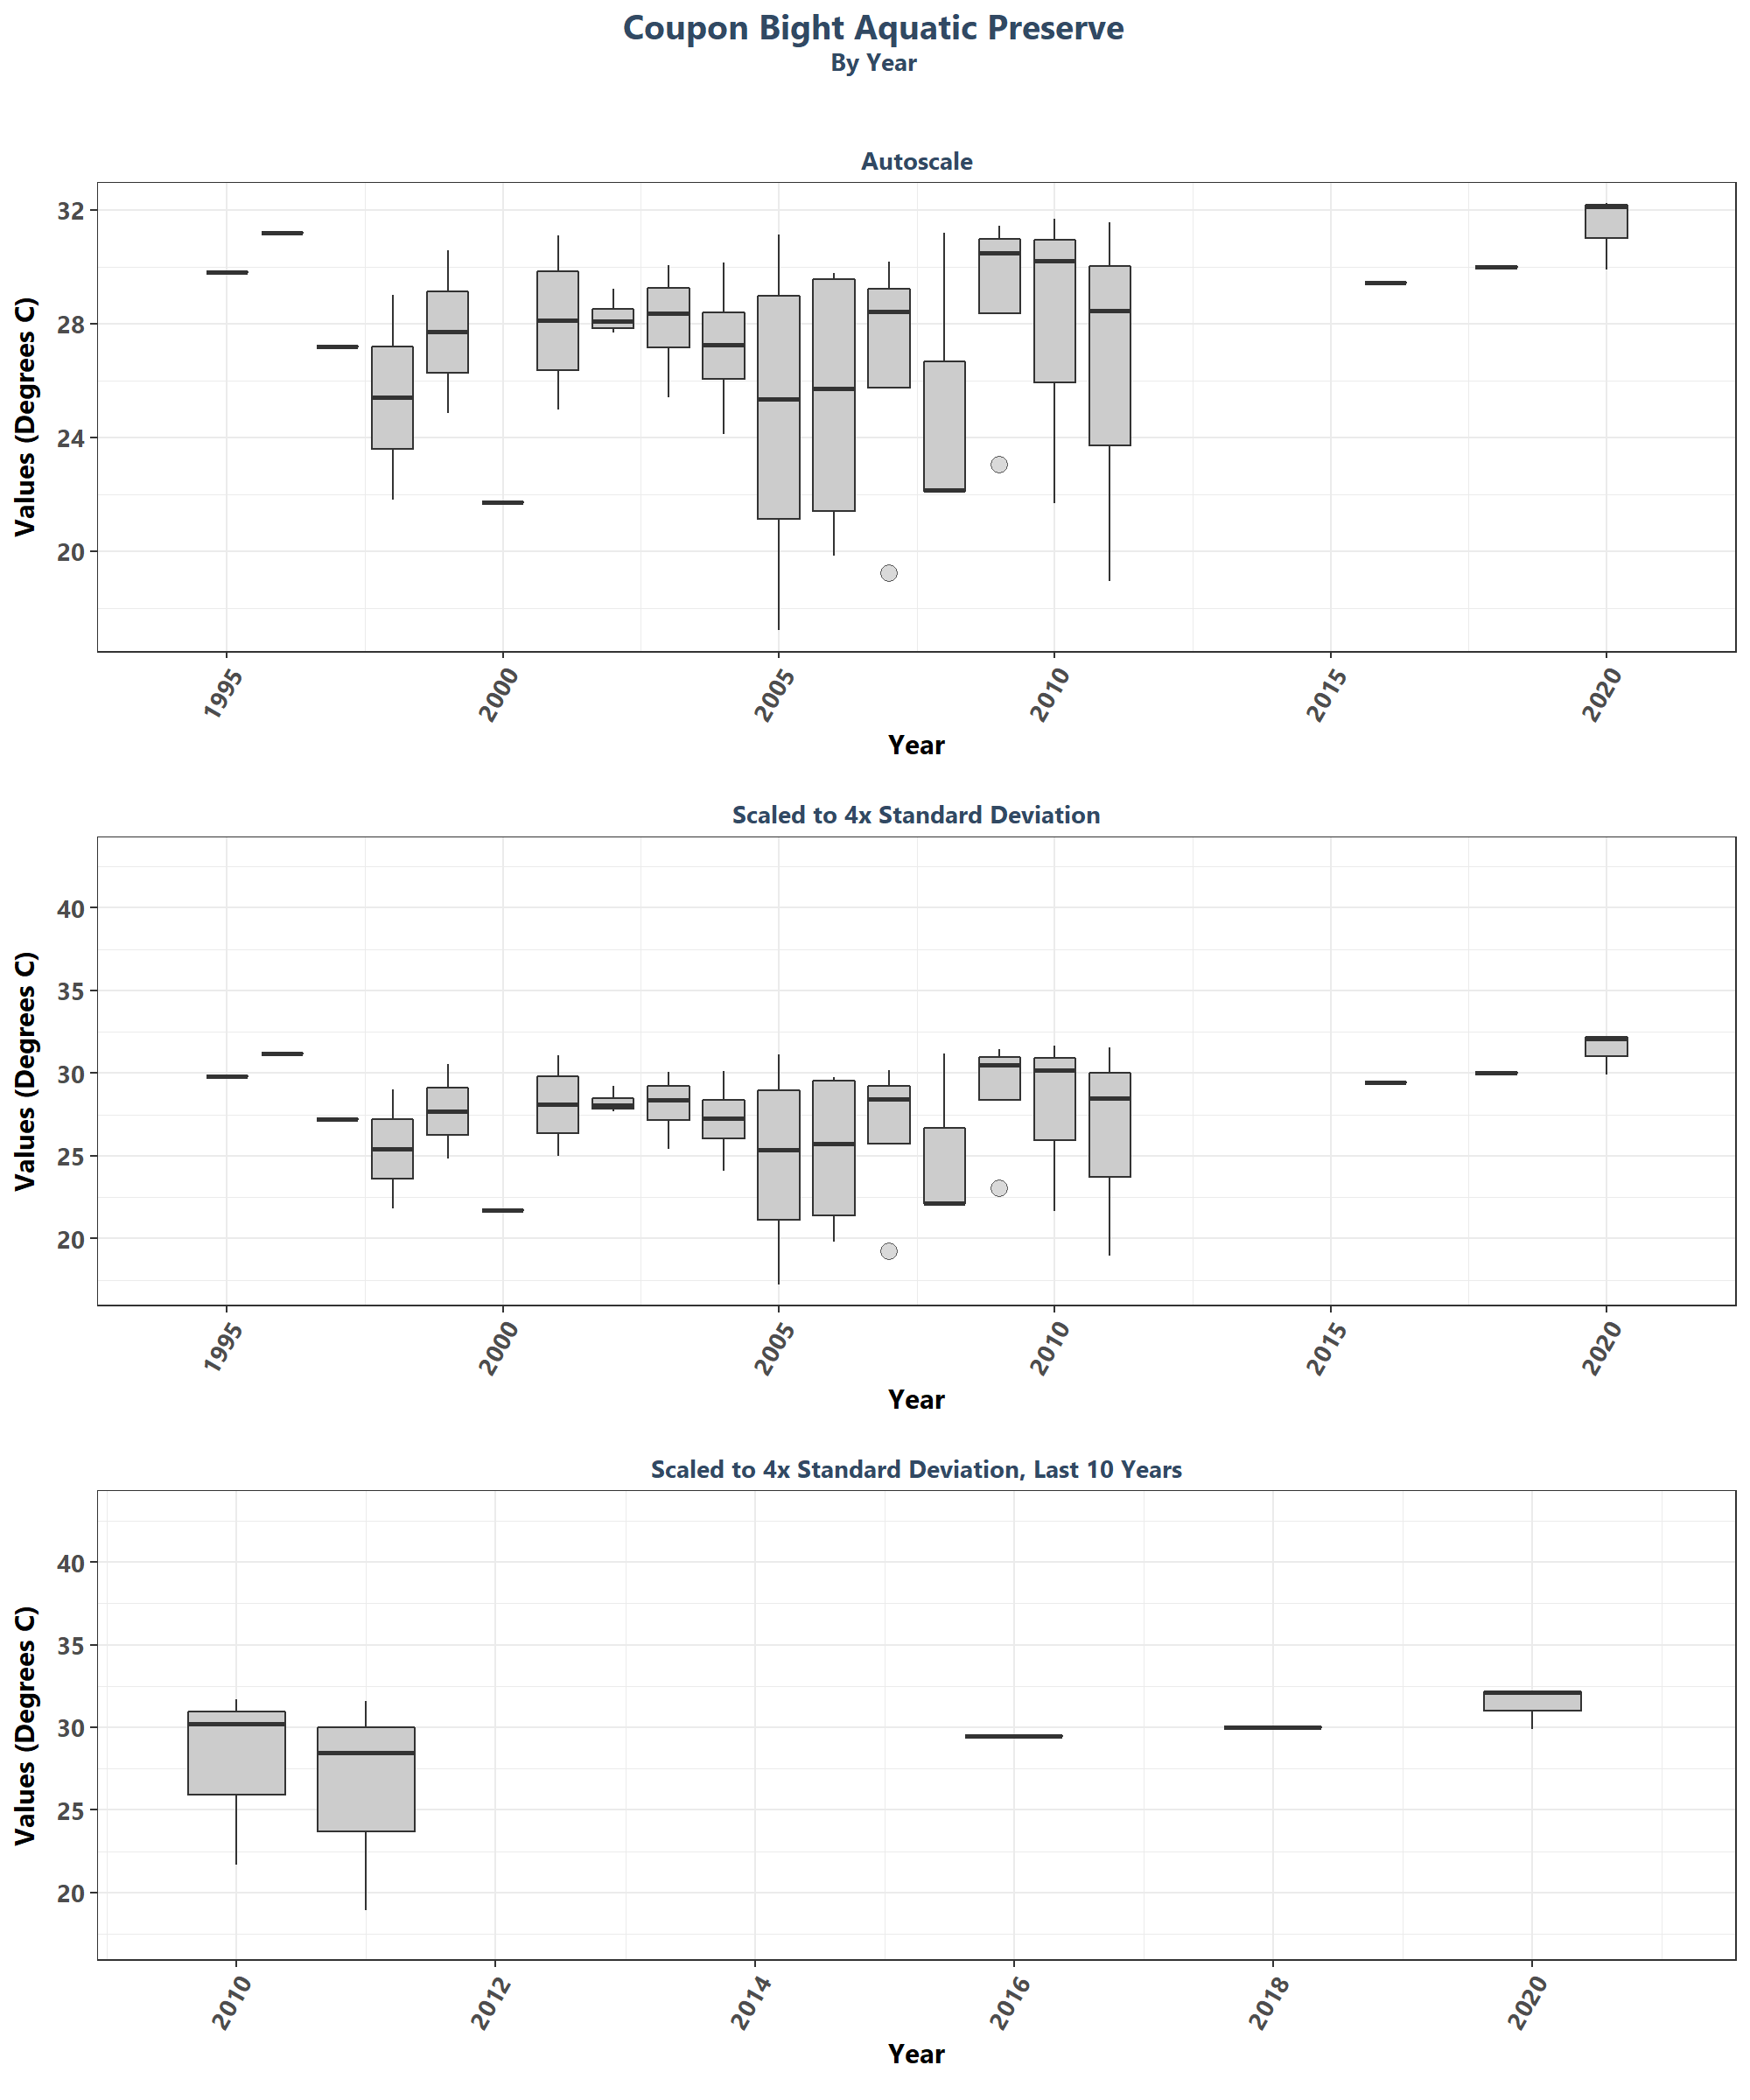 Coupon Bight Aquatic Preserve
By Year
Autoscale
Values (Degrees C)
32
28
24
20
1995 2000 2005 2010 2015 2020
Year
Scaled to 4x Standard Deviation
Values (Degrees C)
40
35
30
25
20
1995 2000 2005 2010 2015 2020
Year
Scaled to 4x Standard Deviation, Last 10 Years
Values (Degrees C)
40
35
30
25
20
2010 2012 2014 2016 2018 2020
Year